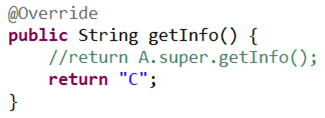 @Override
public String getInfo() {
    //return A.super.getInfo();
    return "C";
}